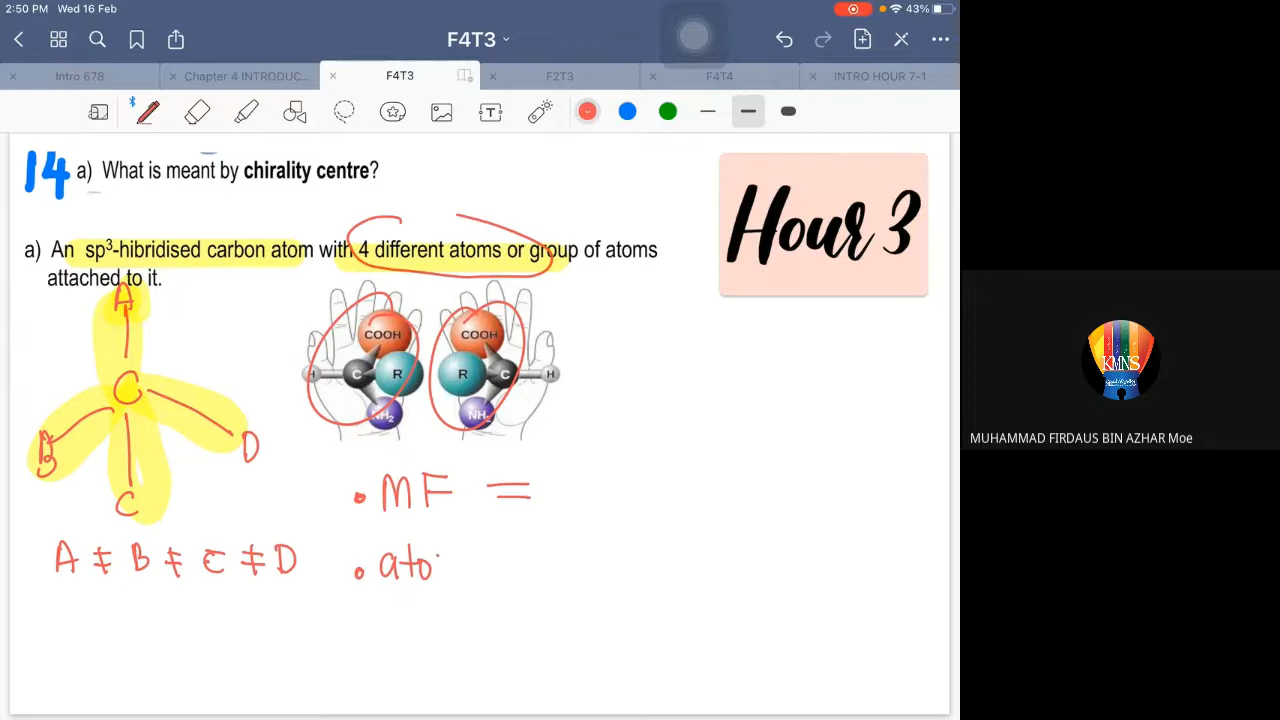 2:50 PM Wed 16 Feb
43%
F4T3
Intro 678
Chapter 4 INTRODUC...
F4T3
F2T3
F4T4
INTRO HOUR 7-1
14 a) What is meant by chirality centre?
Hour 3
a) An sp³-hibridised carbon atom with 4 different atoms or group of atoms
attached to it.
A
C
B
D
C
A ≠ B ≠ C ≠ D
COOH
H C R
NH₂
COOH
R C H
NH₂
• MF =
• ato
KMNS
MUHAMMAD FIRDAUS BIN AZHAR Moe